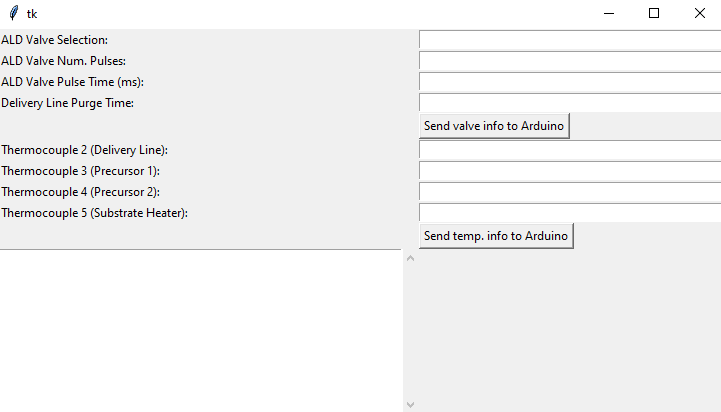 tk
ALD Valve Selection:
ALD Valve Num. Pulses:
ALD Valve Pulse Time (ms):
Delivery Line Purge Time:
Send valve info to Arduino
Thermocouple 2 (Delivery Line):
Thermocouple 3 (Precursor 1):
Thermocouple 4 (Precursor 2):
Thermocouple 5 (Substrate Heater):
Send temp. info to Arduino